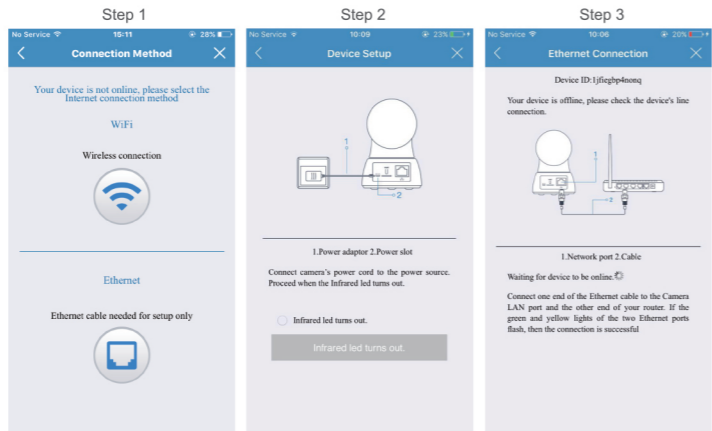 Step 1
No Service 15:11 28%
Connection Method
Your device is not online, please select the
Internet connection method
WiFi
Wireless connection
Ethernet
Ethernet cable needed for setup only
Step 2
No Service 10:09 23%
Device Setup
1
2
1.Power adaptor 2.Power slot
Connect camera's power cord to the power source.
Proceed when the Infrared led turns out.
Infrared led turns out.
Infrared led turns out.
Step 3
No Service 10:06 20%
Ethernet Connection
Device ID:1jfiegbp4nonq
Your device is offline, please check the device's line
connection.
1
2
1.Network port 2.Cable
Waiting for device to be online.
Connect one end of the Ethernet cable to the Camera
LAN port and the other end of your router. If the
green and yellow lights of the two Ethernet ports
flash, then the connection is successful